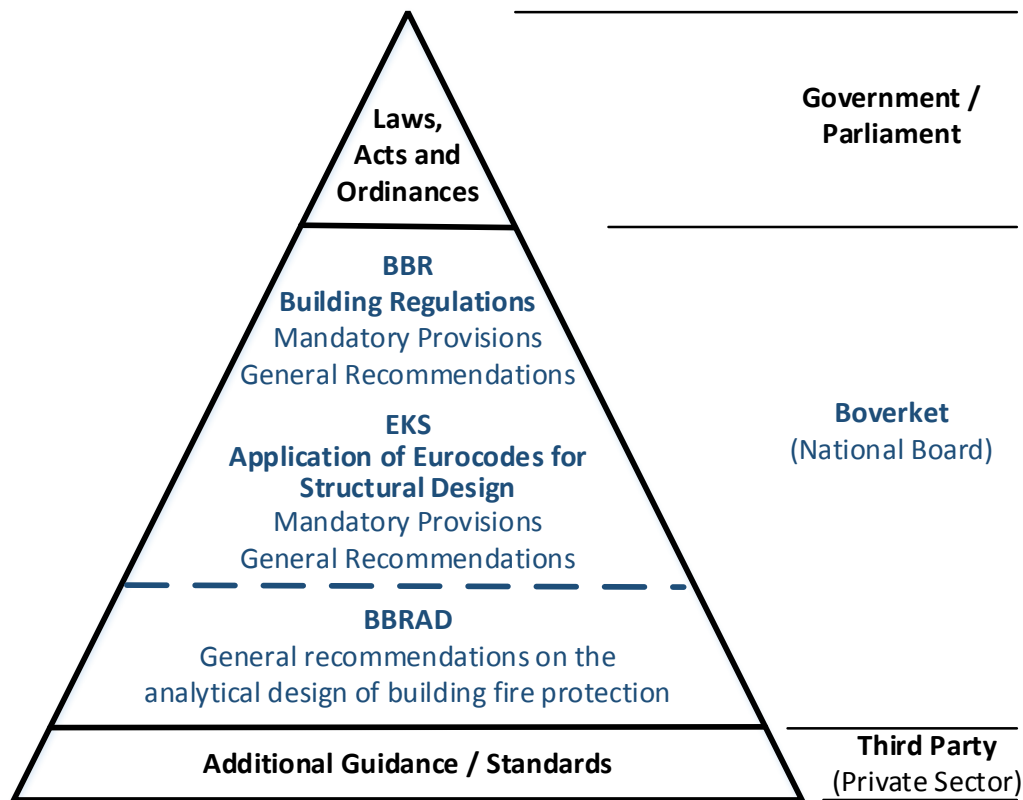 Laws,
Acts and
Ordinances
Government /
Parliament
BBR
Building Regulations
Mandatory Provisions
General Recommendations
EKS
Application of Eurocodes for
Structural Design
Mandatory Provisions
General Recommendations
Boverket
(National Board)
BBRAD
General recommendations on the
analytical design of building fire protection
Additional Guidance / Standards
Third Party
(Private Sector)